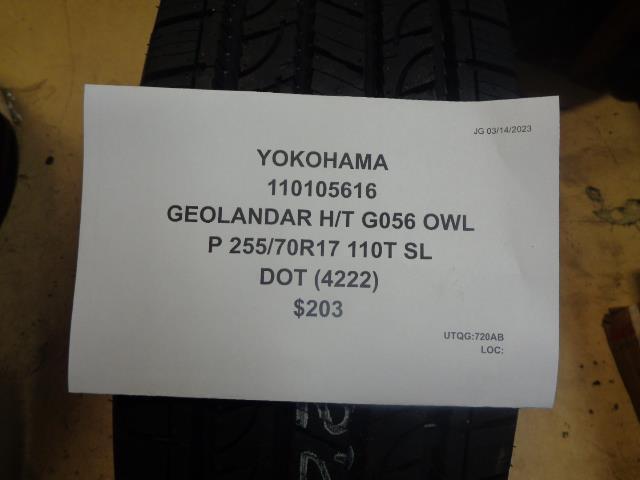 JG 03/14/2023
YOKOHAMA
110105616
GEOLANDAR H/T G056 OWL
P 255/70R17 110T SL
DOT (4222)
$203
UTQG:720AB
LOC: